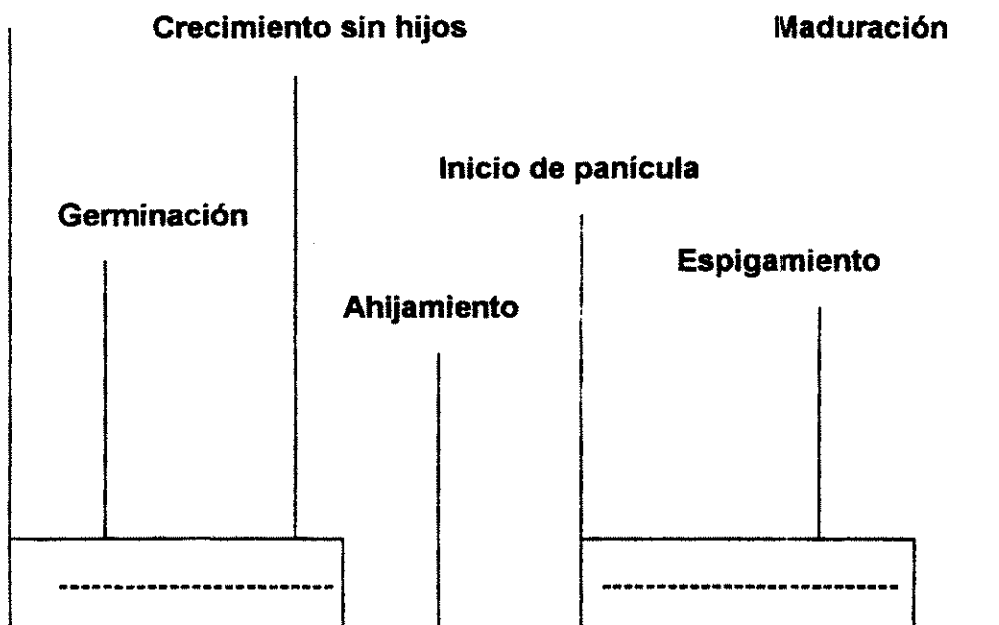 Crecimiento sin hijos
Maduración
Inicio de panícula
Germinación
Espigamiento
Ahijamiento